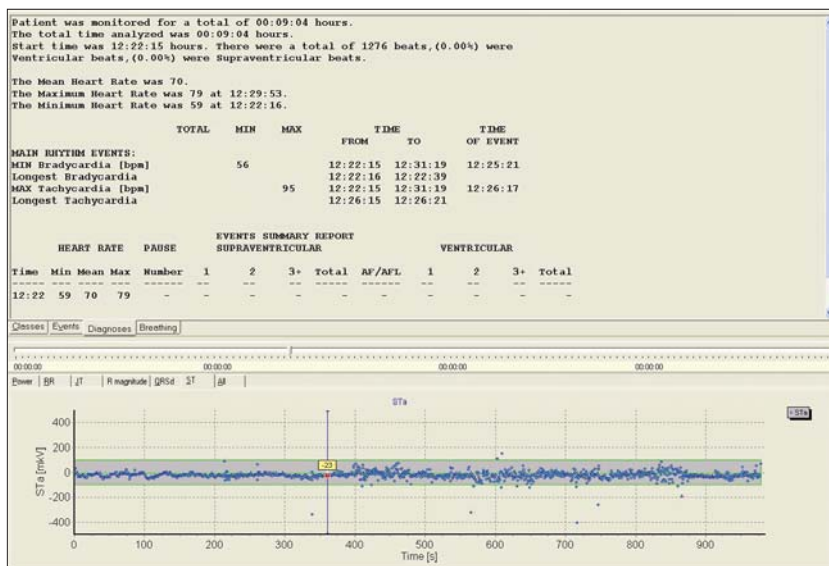 Patient was monitored for a total of 00:09:04 hours.
The total time analyzed was 00:09:04 hours.
Start time was 12:22:15 hours. There were a total of 1276 beats,(0.00%) were
Ventricular beats,(0.00%) were Supraventricular beats.
The Mean Heart Rate was 70.
The Maximum Heart Rate was 79 at 12:29:53.
The Minimum Heart Rate was 59 at 12:22:16.
TOTAL MIN MAX TIME TIME
FROM TO OF EVENT
MAIN RHYTHM EVENTS:
MIN Bradycardia [bpm] 56 12:22:15 12:31:19 12:25:21
Longest Bradycardia 12:22:16 12:22:39
MAX Tachycardia [bpm] 95 12:22:15 12:31:19 12:26:17
Longest Tachycardia 12:26:15 12:26:21
EVENTS SUMMARY REPORT
HEART RATE PAUSE SUPRAVENTRICULAR VENTRICULAR
Time Min Mean Max Number 1 2 3+ Total AF/AFL 1 2 3+ Total
----- --- ---- --- ------ -- -- -- ----- ----- -- -- -- -----
12:22 59 70 79 - - - - - - - - - -
Classes Events Diagnoses Breathing
00:00:00 00:00:00 00:00:00 00:00:00
Power RR JT R magnitude QRSd ST All
STa
STa
400
200
-23
0
-200
-400
STa [mkV]
0 100 200 300 400 500 600 700 800 900
Time [s]